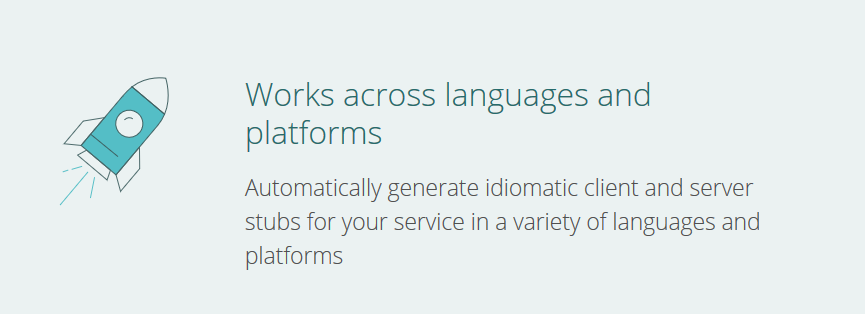 Works across languages and
platforms
Automatically generate idiomatic client and server
stubs for your service in a variety of languages and
platforms